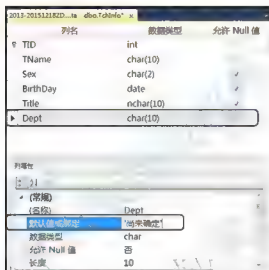 dbo.TchInfo*
列名 数据类型 允许 Null 值
TID int
TName char(10)
Sex char(2)
BirthDay date
Title nchar(10)
Dept char(10)
列属性
(常规)
(名称) Dept
默认值或绑定 '尚未确定'
数据类型 char
允许 Null 值 否
长度 10